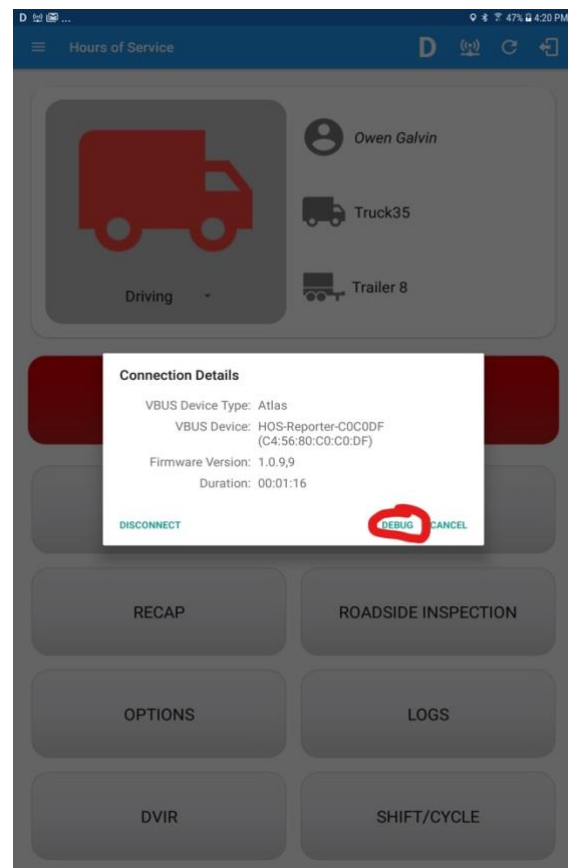 D
47% 4:20 PM
Hours of Service
D
Owen Galvin
Truck35
Driving
Trailer 8
Connection Details
VBUS Device Type: Atlas
VBUS Device: HOS-Reporter-C0C0DF
(C4:56:80:C0:C0:DF)
Firmware Version: 1.0.9,9
Duration: 00:01:16
DISCONNECT DEBUG CANCEL
RECAP ROADSIDE INSPECTION
OPTIONS LOGS
DVIR SHIFT/CYCLE